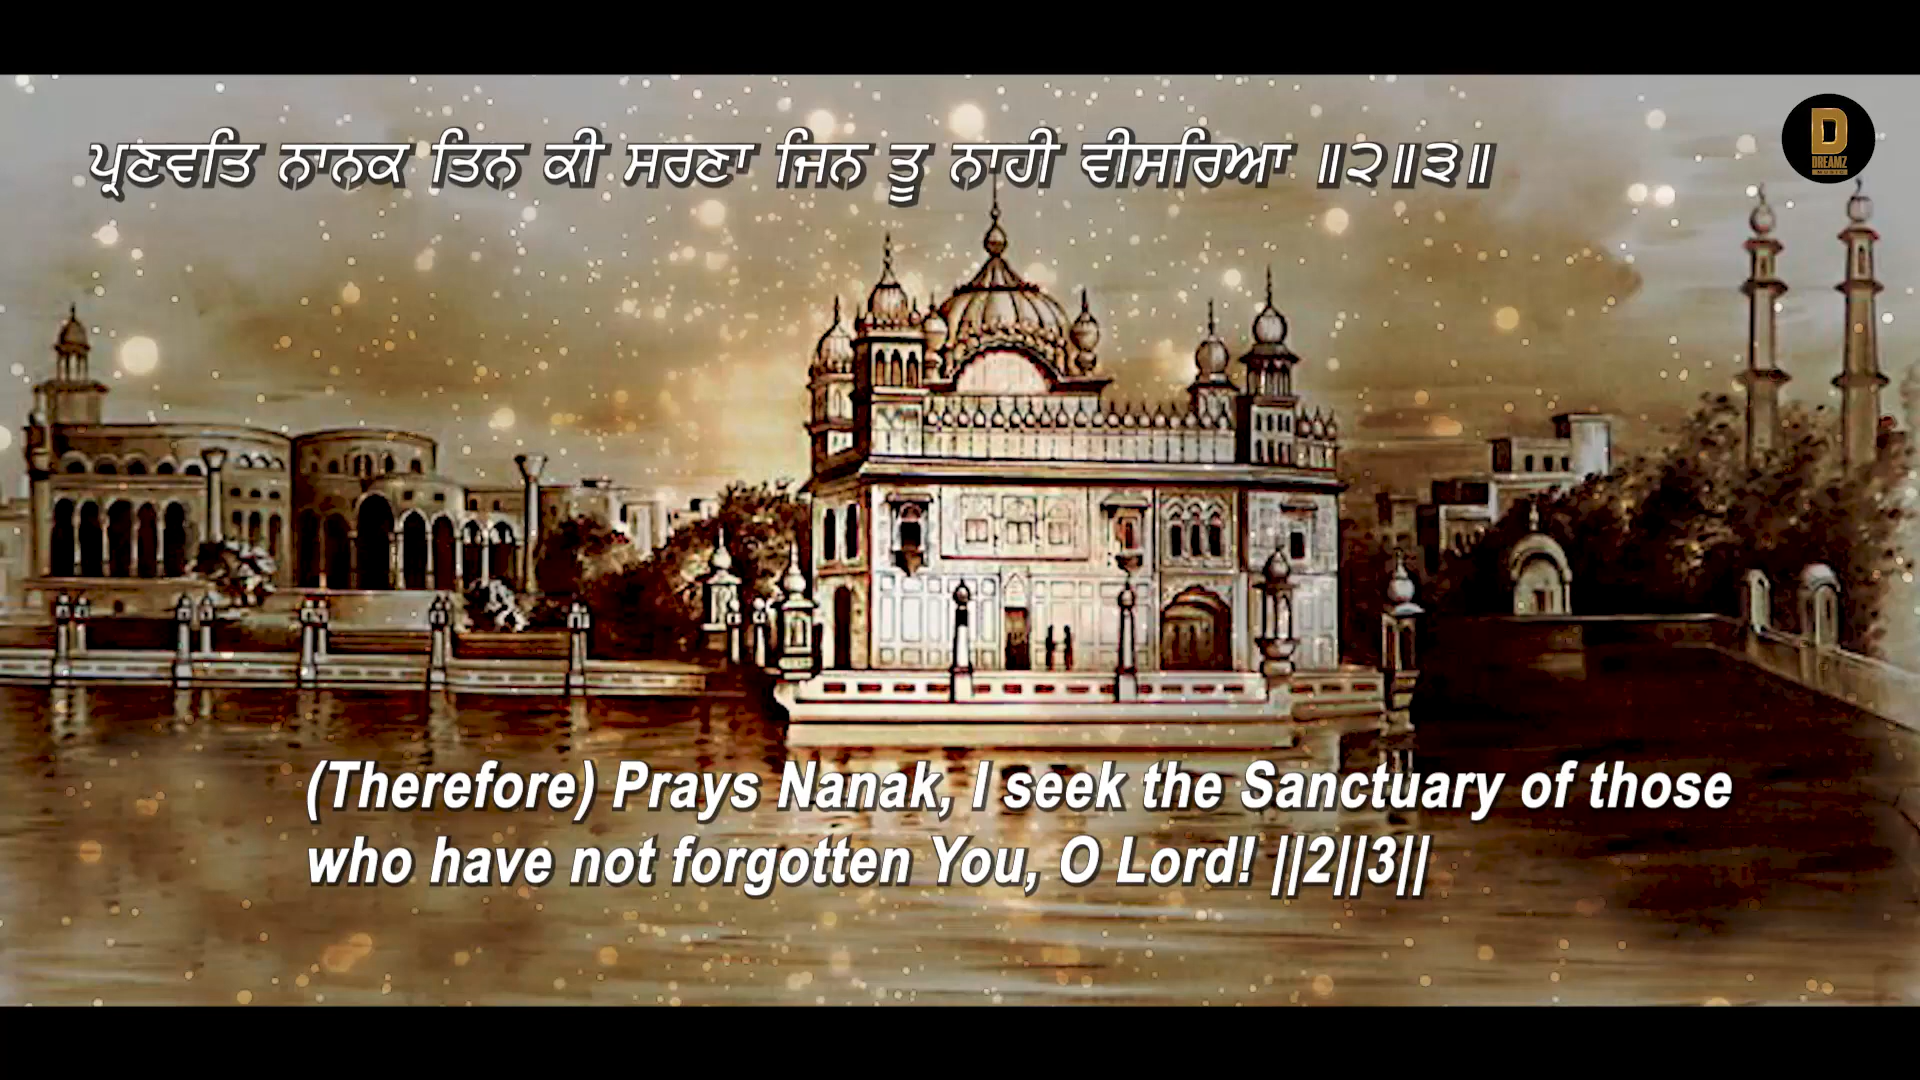 ਪ੍ਰਣਵਤਿ ਨਾਨਕ ਤਿਨ ਕੀ ਸਰਣਾ ਜਿਨ ਤੂ ਨਾਹੀ ਵੀਸਰਿਆ ॥੨॥੩॥
D
DREAMZ
MUSIC
(Therefore) Prays Nanak, I seek the Sanctuary of those
who have not forgotten You, O Lord! ||2||3||